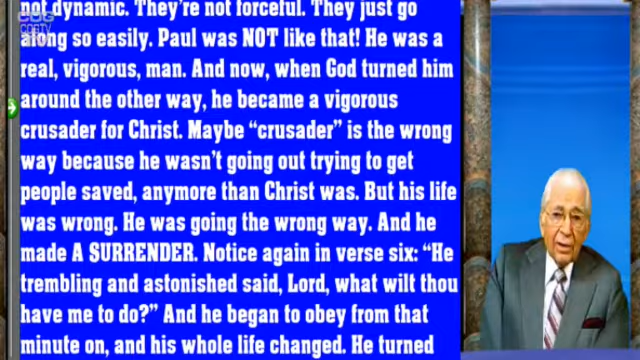 not dynamic. They're not forceful. They just go
along so easily. Paul was NOT like that! He was a
real, vigorous, man. And now, when God turned him
around the other way, he became a vigorous
crusader for Christ. Maybe “crusader” is the wrong
way because he wasn't going out trying to get
people saved, anymore than Christ was. But his life
was wrong. He was going the wrong way. And he
made A SURRENDER. Notice again in verse six: “He
trembling and astonished said, Lord, what wilt thou
have me to do?” And he began to obey from that
minute on, and his whole life changed. He turned